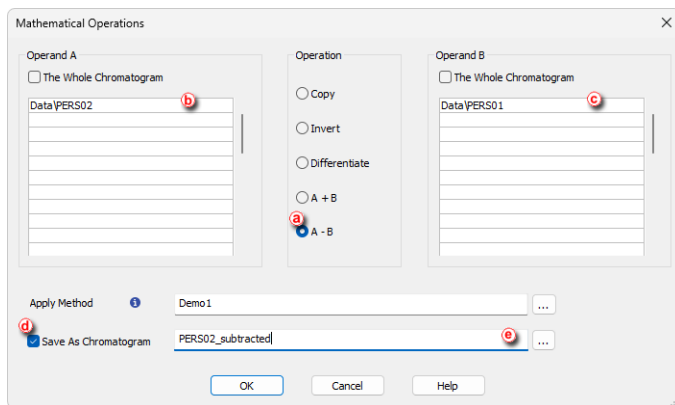 Mathematical Operations
Operand A
The Whole Chromatogram
Data\PERS02
b
Operation
Copy
Invert
Differentiate
A + B
a
A - B
Operand B
The Whole Chromatogram
Data\PERS01
c
Apply Method
Demo1
...
d
Save As Chromatogram
PERS02_subtracted
e
...
OK
Cancel
Help